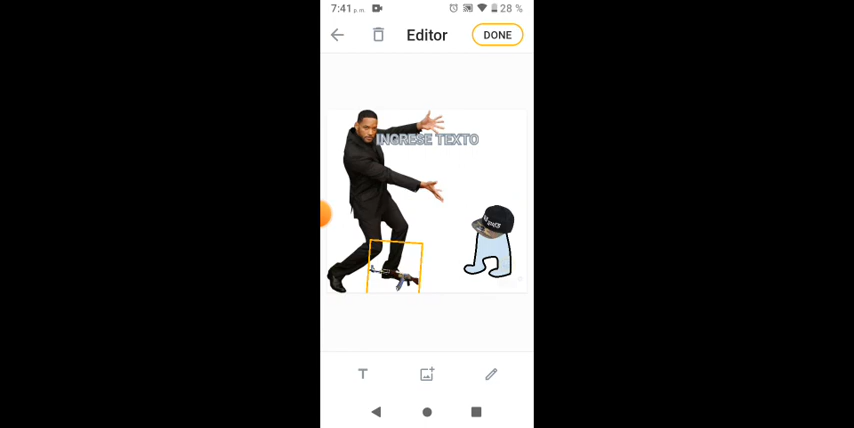 7:41 p.m.
28 %
Editor
DONE
INGRESE TEXTO
T